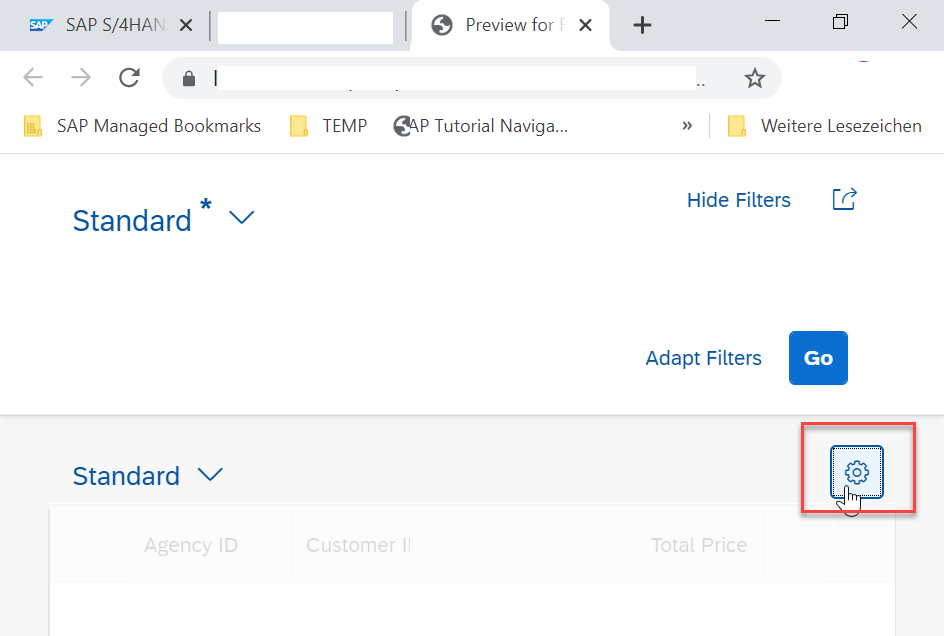 SAP SAP S/4HAN Preview for F
SAP Managed Bookmarks TEMP AP Tutorial Naviga... » Weitere Lesezeichen
Standard * Hide Filters
Adapt Filters Go
Standard
Agency ID Customer Total Price